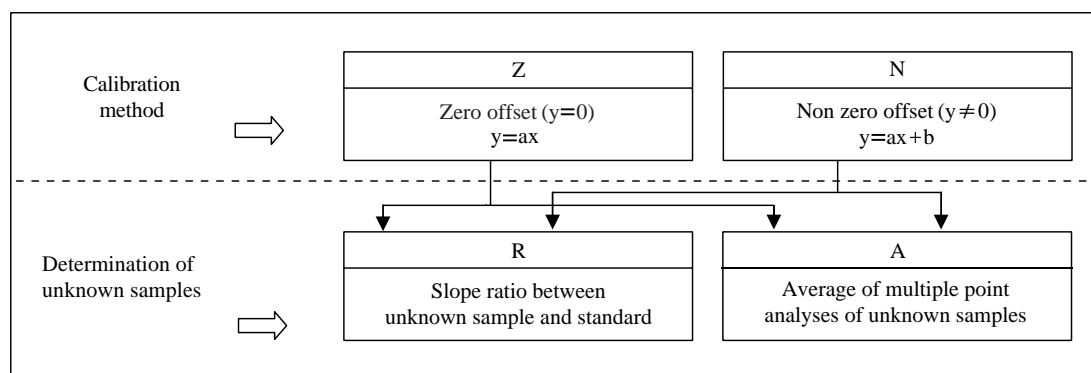 Calibration
method
Z
Zero offset (y=0)
y=ax
N
Non zero offset (y≠0)
y=ax+b
Determination of
unknown samples
R
Slope ratio between
unknown sample and standard
A
Average of multiple point
analyses of unknown samples